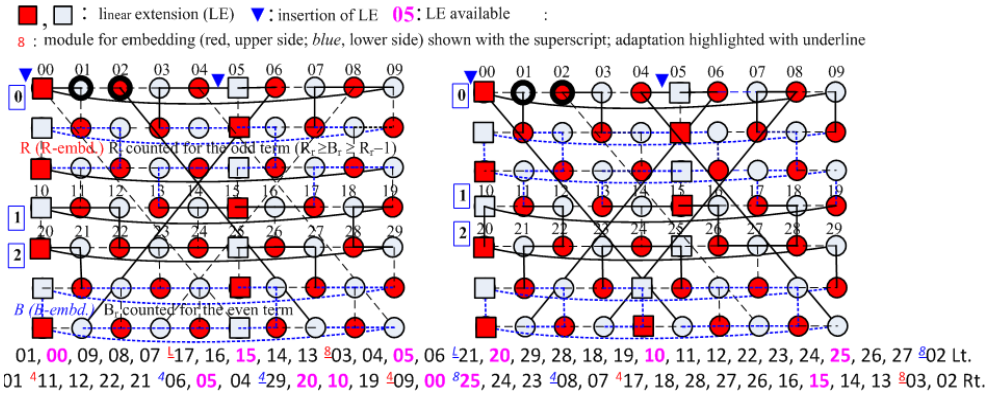 , : linear extension (LE) ▼: insertion of LE 05: LE available :
8 : module for embedding (red, upper side; blue, lower side) shown with the superscript; adaptation highlighted with underline
00 01 02 03 04 05 06 07 08 09 00 01 02 03 04 05 06 07 08 09
0 0
R (R-embd.) R counted for the odd term (Rr ≥Br ≥ Rr−1)
10 11 12 13 14 15 16 17 18 19 10 11 12 13 14 15 16 17 18 19
1 1
20 21 22 23 24 25 26 27 28 29 20 21 22 23 24 25 26 27 28 29
2 2
B (B-embd.) Br counted for the even term
01, 00, 09, 08, 07 L17, 16, 15, 14, 13 803, 04, 05, 06 L21, 20, 29, 28, 18, 19, 10, 11, 12, 22, 23, 24, 25, 26, 27 802 Lt.
01 411, 12, 22, 21 406, 05, 04 429, 20, 10, 19 409, 00 825, 24, 23 408, 07 417, 18, 28, 27, 26, 16, 15, 14, 13 803, 02 Rt.